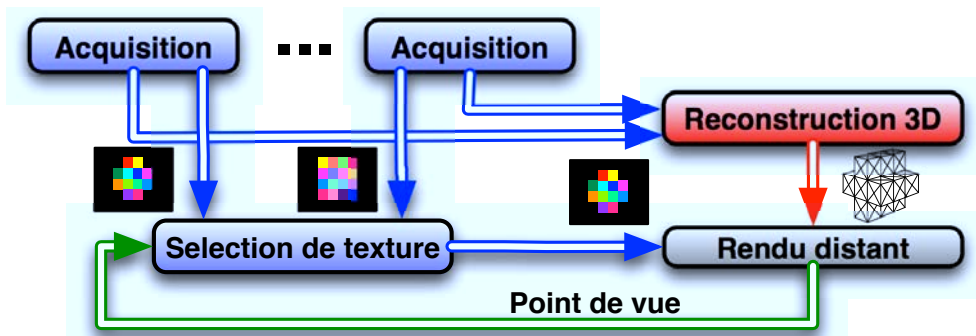 Acquisition
Acquisition
Reconstruction 3D
Selection de texture
Rendu distant
Point de vue